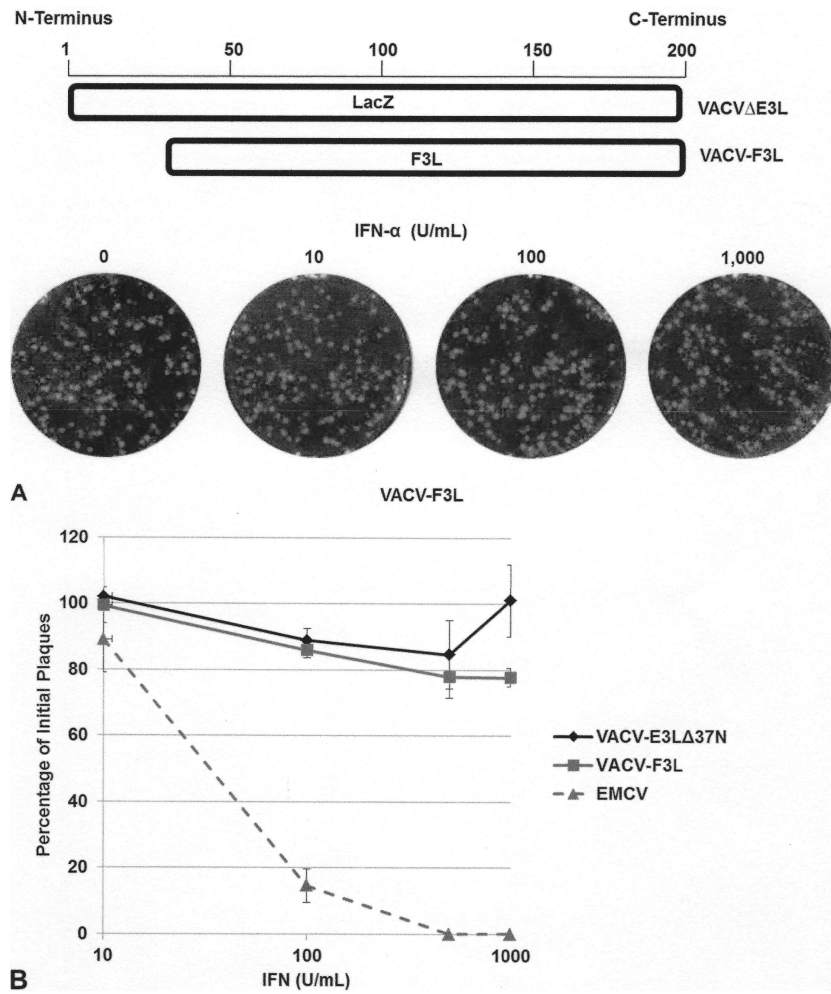 N-Terminus C-Terminus
1 50 100 150 200
LacZ VACVΔE3L
F3L VACV-F3L
IFN-α (U/mL)
0 10 100 1,000
A VACV-F3L
120
100
80
60
40
20
0
Percentage of Initial Plaques
10 100 1000
IFN (U/mL)
VACV-E3LΔ37N
VACV-F3L
EMCV
B